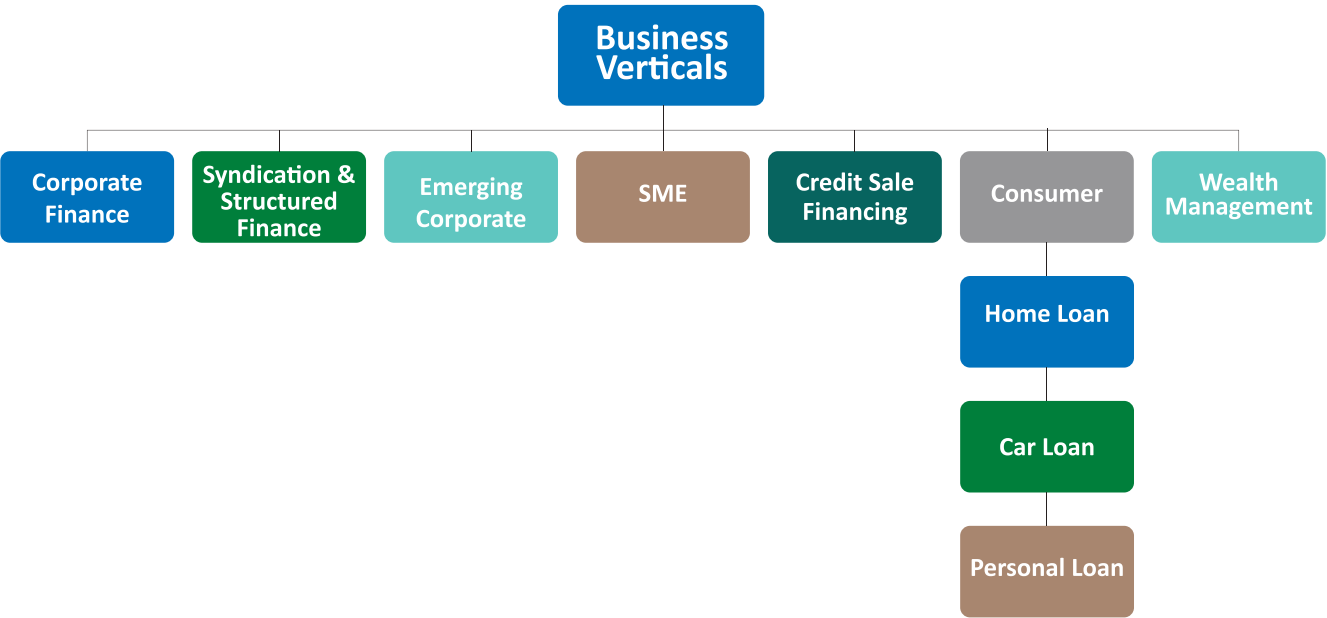 Business
Verticals
Corporate
Finance
Syndication &
Structured
Finance
Emerging
Corporate
SME
Credit Sale
Financing
Consumer
Wealth
Management
Home Loan
Car Loan
Personal Loan